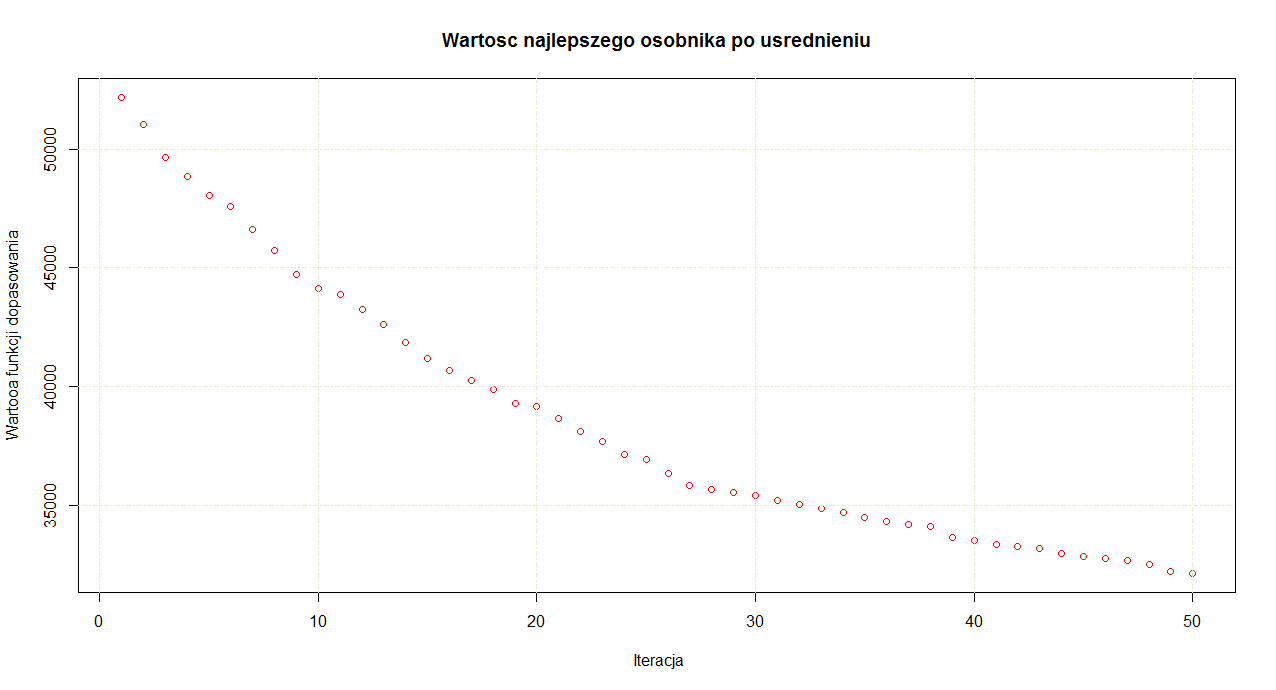 Wartosc najlepszego osobnika po usrednieniu
50000
45000
40000
35000
Wartooa funkcji dopasowania
0 10 20 30 40 50
Iteracja